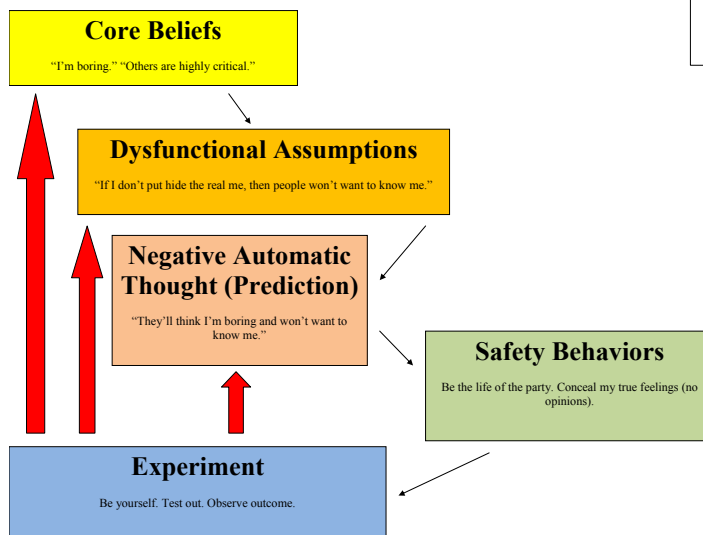 Core Beliefs
“I’m boring.” “Others are highly critical.”
Dysfunctional Assumptions
“If I don’t put hide the real me, then people won’t want to know me.”
Negative Automatic
Thought (Prediction)
“They’ll think I’m boring and won’t want to
know me.”
Safety Behaviors
Be the life of the party. Conceal my true feelings (no
opinions).
Experiment
Be yourself. Test out. Observe outcome.